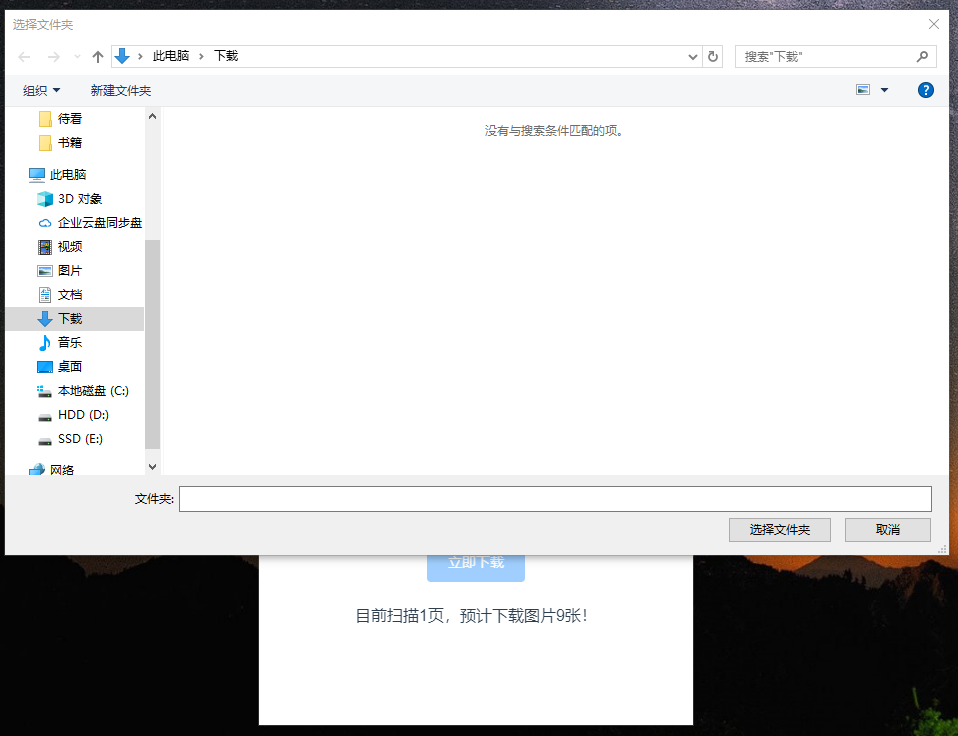 选择文件夹
此电脑 下载
搜索"下载"
组织 新建文件夹
没有与搜索条件匹配的项。
待看
书籍
此电脑
3D 对象
企业云盘同步盘
视频
图片
文档
下载
音乐
桌面
本地磁盘 (C:)
HDD (D:)
SSD (E:)
网络
文件夹:
选择文件夹 取消
立即下载
目前扫描1页，预计下载图片9张！